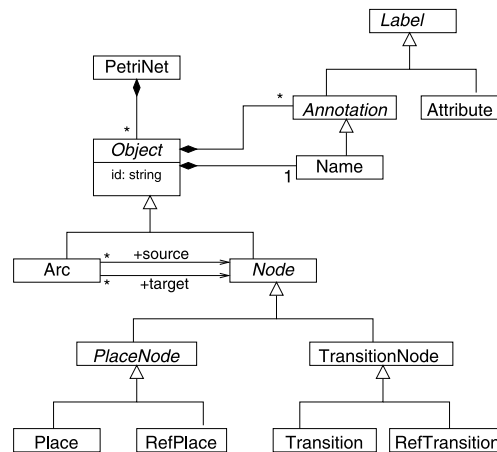 Label
PetriNet
*
Annotation
Attribute
*
Object
id: string
1
Name
Arc
*
+source
*
+target
Node
PlaceNode
TransitionNode
Place
RefPlace
Transition
RefTransition